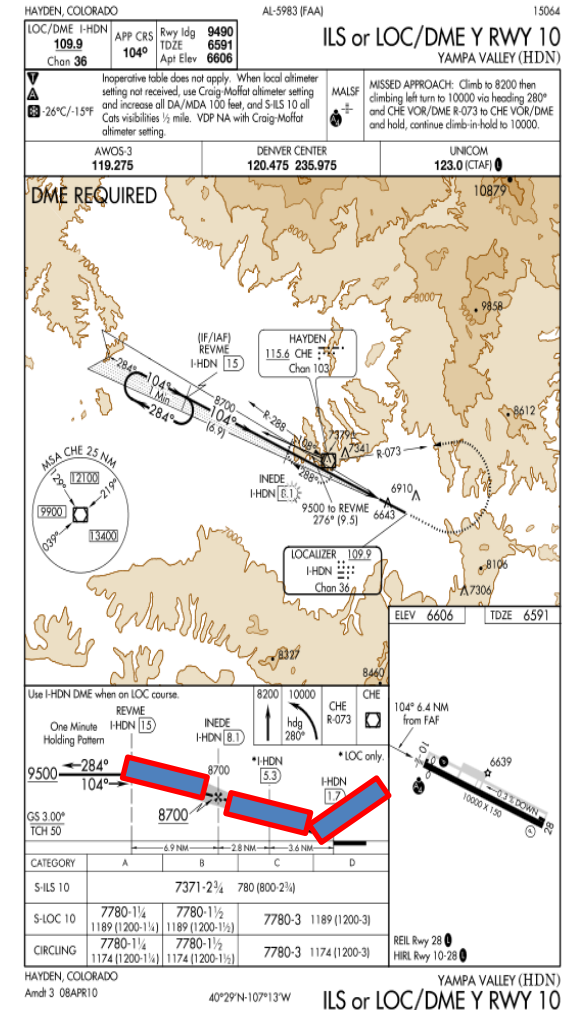 HAYDEN, COLORADO
AL-5983 (FAA)
15064
LOC/DME I-HDN
109.9
Chan 36
APP CRS
104°
Rwy ldg 9490
TDZE 6591
Apt Elev 6606
ILS or LOC/DME Y RWY 10
YAMPA VALLEY (HDN)
T
A
-26°C/-15°F
Inoperative table does not apply. When local altimeter
setting not received, use Craig-Moffat altimeter setting
and increase all DA/MDA 100 feet, and S-ILS 10 all
Cats visibilities ½ mile. VDP NA with Craig-Moffat
altimeter setting.
MALSF
MISSED APPROACH: Climb to 8200 then
climbing left turn to 10000 via heading 280°
and CHE VOR/DME R-073 to CHE VOR/DME
and hold, continue climb-in-hold to 10000.
AWOS-3
119.275
DENVER CENTER
120.475 235.975
UNICOM
123.0 (CTAF) L
DME REQUIRED
10879
8000
9858
(IF/IAF)
REVME
I-HDN 15
HAYDEN
115.6 CHE
Chan 103
284°
104°
1 Min
284°
8700
104°
(6.9)
R-288
8612
108°
7379
7341
R-073
288°
MSA CHE 25 NM
12100
29°
219°
9900
039°
13400
INEDE
I-HDN 8.1
9500 to REVME
276° (9.5)
6910
6643
7000
LOCALIZER 109.9
I-HDN
Chan 36
8106
7306
8327
8460
ELEV 6606
TDZE 6591
Use I-HDN DME when on LOC course.
8200
10000
hdg
280°
CHE
R-073
CHE
One Minute
Holding Pattern
REVME
I-HDN 15
INEDE
I-HDN 8.1
*I-HDN
5.3
*LOC only.
I-HDN
1.7
9500
284°
104°
8700
8700
GS 3.00°
TCH 50
6.9 NM
2.8 NM
3.6 NM
104° 6.4 NM
from FAF
10
6639
0.3% DOWN
10000 X 150
28
CATEGORY A B C D
S-ILS 10 7371-2¾ 780 (800-2¾)
S-LOC 10 7780-1¼ 7780-1½ 7780-3 1189 (1200-3)
1189 (1200-1¼) 1189 (1200-1½)
CIRCLING 7780-1¼ 7780-1½ 7780-3 1174 (1200-3)
1174 (1200-1¼) 1174 (1200-1½)
REIL Rwy 28 L
HIRL Rwy 10-28 L
HAYDEN, COLORADO
Amdt 3 08APR10
40°29'N-107°13'W
YAMPA VALLEY (HDN)
ILS or LOC/DME Y RWY 10